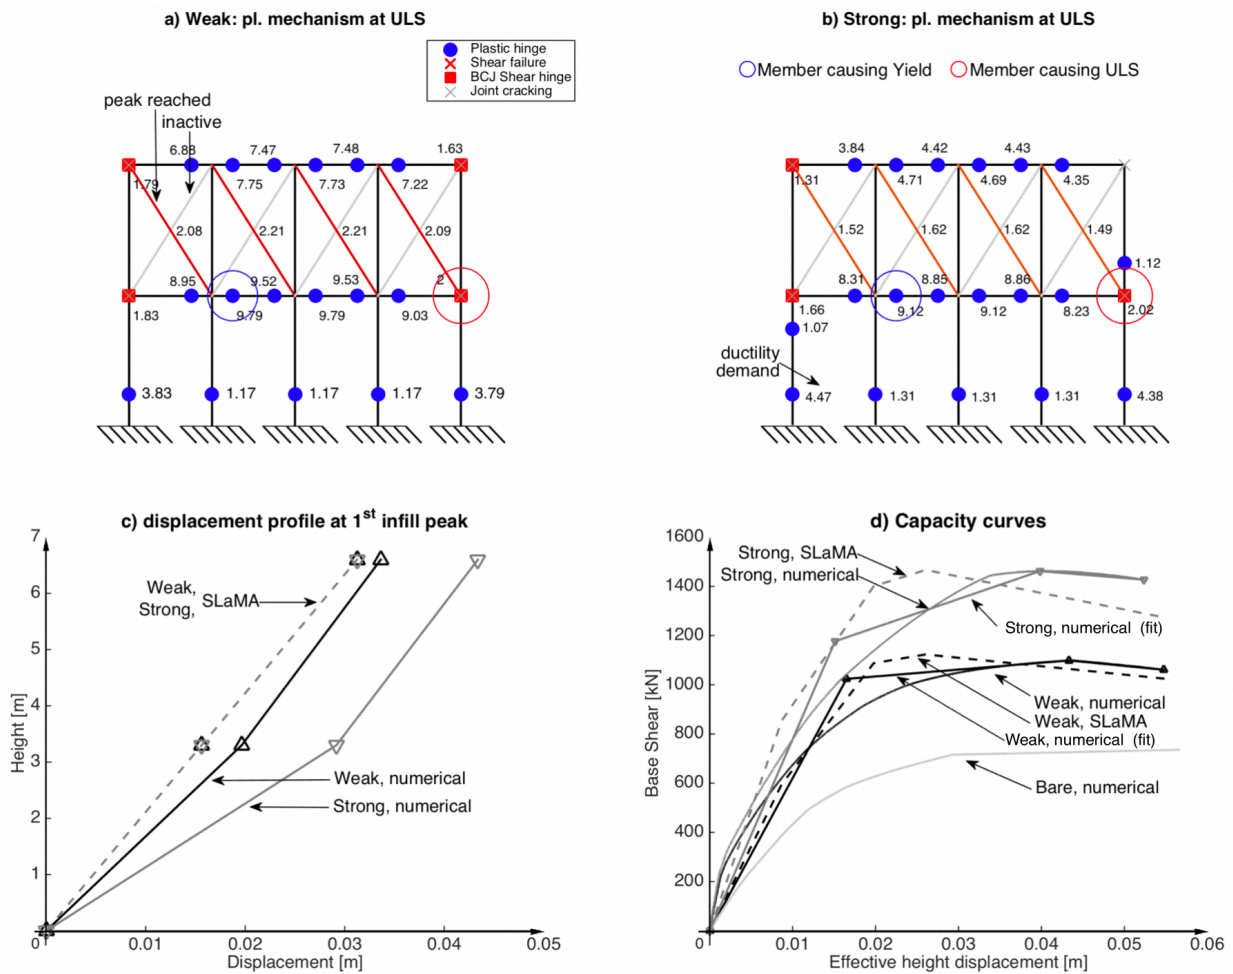 a) Weak: pl. mechanism at ULS
Plastic hinge
Shear failure
BCJ Shear hinge
Joint cracking
peak reached
inactive
6.88 7.47 7.48 1.63
1.79 7.75 7.73 7.22
2.08 2.21 2.21 2.09
8.95 9.52 9.53 2
1.83 9.79 9.79 9.03
3.83 1.17 1.17 1.17 3.79
b) Strong: pl. mechanism at ULS
Member causing Yield Member causing ULS
3.84 4.42 4.43
1.31 4.71 4.69 4.35
1.52 1.62 1.62 1.49
1.12
8.31 8.85 8.86
1.66 9.12 9.12 8.23 2.02
1.07
ductility
demand
4.47 1.31 1.31 1.31 4.38
c) displacement profile at 1st infill peak
7
6
5
4
3
2
1
0 0.01 0.02 0.03 0.04 0.05
Height [m]
Displacement [m]
Weak,
Strong, SLaMA
Weak, numerical
Strong, numerical
d) Capacity curves
1600
1400
1200
1000
800
600
400
200
0 0.01 0.02 0.03 0.04 0.05 0.06
Base Shear [kN]
Effective height displacement [m]
Strong, SLaMA
Strong, numerical
Strong, numerical (fit)
Weak, numerical
Weak, SLaMA
Weak, numerical (fit)
Bare, numerical